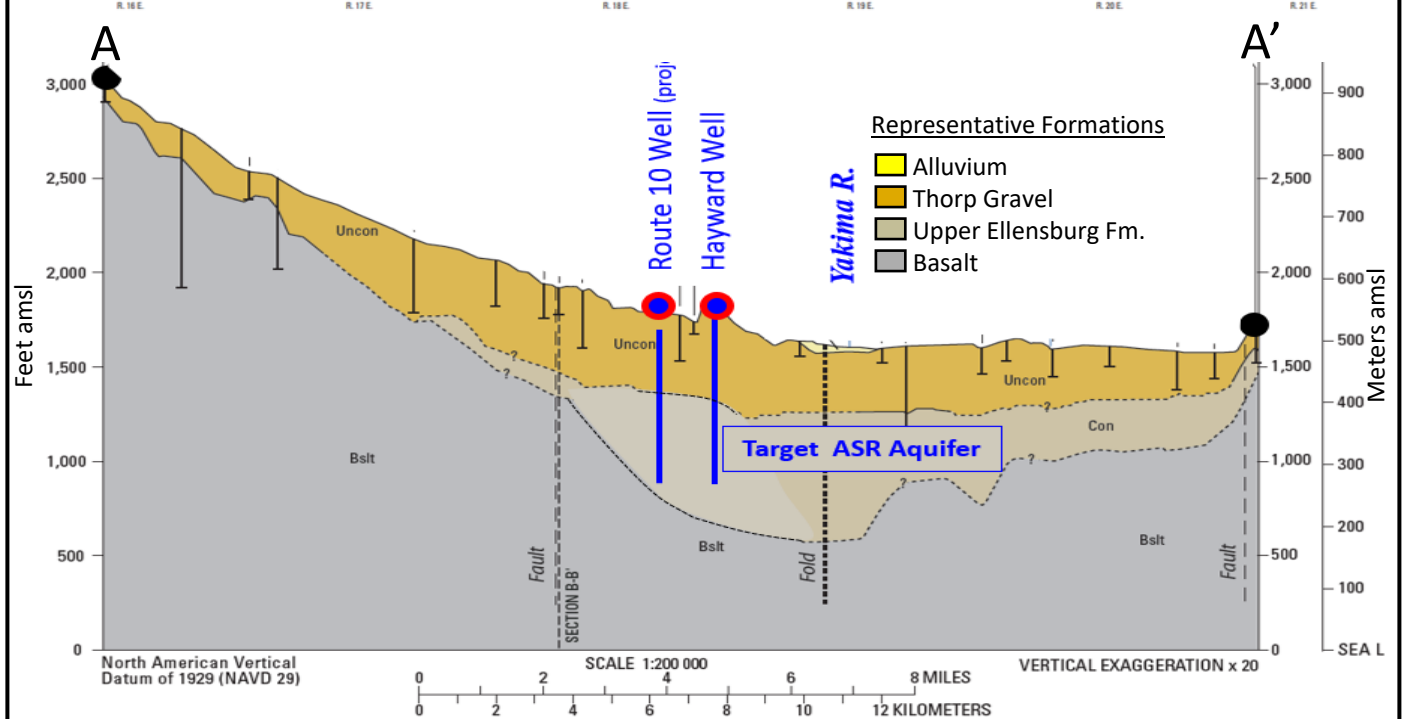 R. 16 E. R. 17 E. R. 18 E. R. 19 E. R. 20 E. R. 21 E.
A A’
3,000 3,000 900
Route 10 Well (proj
Hayward Well
Yakima R.
Representative Formations
Alluvium
Thorp Gravel
Upper Ellensburg Fm.
Basalt
800
2,500 2,500
700
Uncon
2,000 2,000
600
Feet amsl
Meters amsl
500
Uncon
1,500 1,500
?
?
Uncon
?
400
Con
Target ASR Aquifer
Bslt
1,000 1,000
?
300
?
200
Bslt
Bslt
500 500
Fault
SECTION B-B'
Fold
Fault
100
0 0 SEA L
North American Vertical
Datum of 1929 (NAVD 29)
SCALE 1:200 000
VERTICAL EXAGGERATION x 20
0 2 4 6 8 MILES
0 2 4 6 8 10 12 KILOMETERS